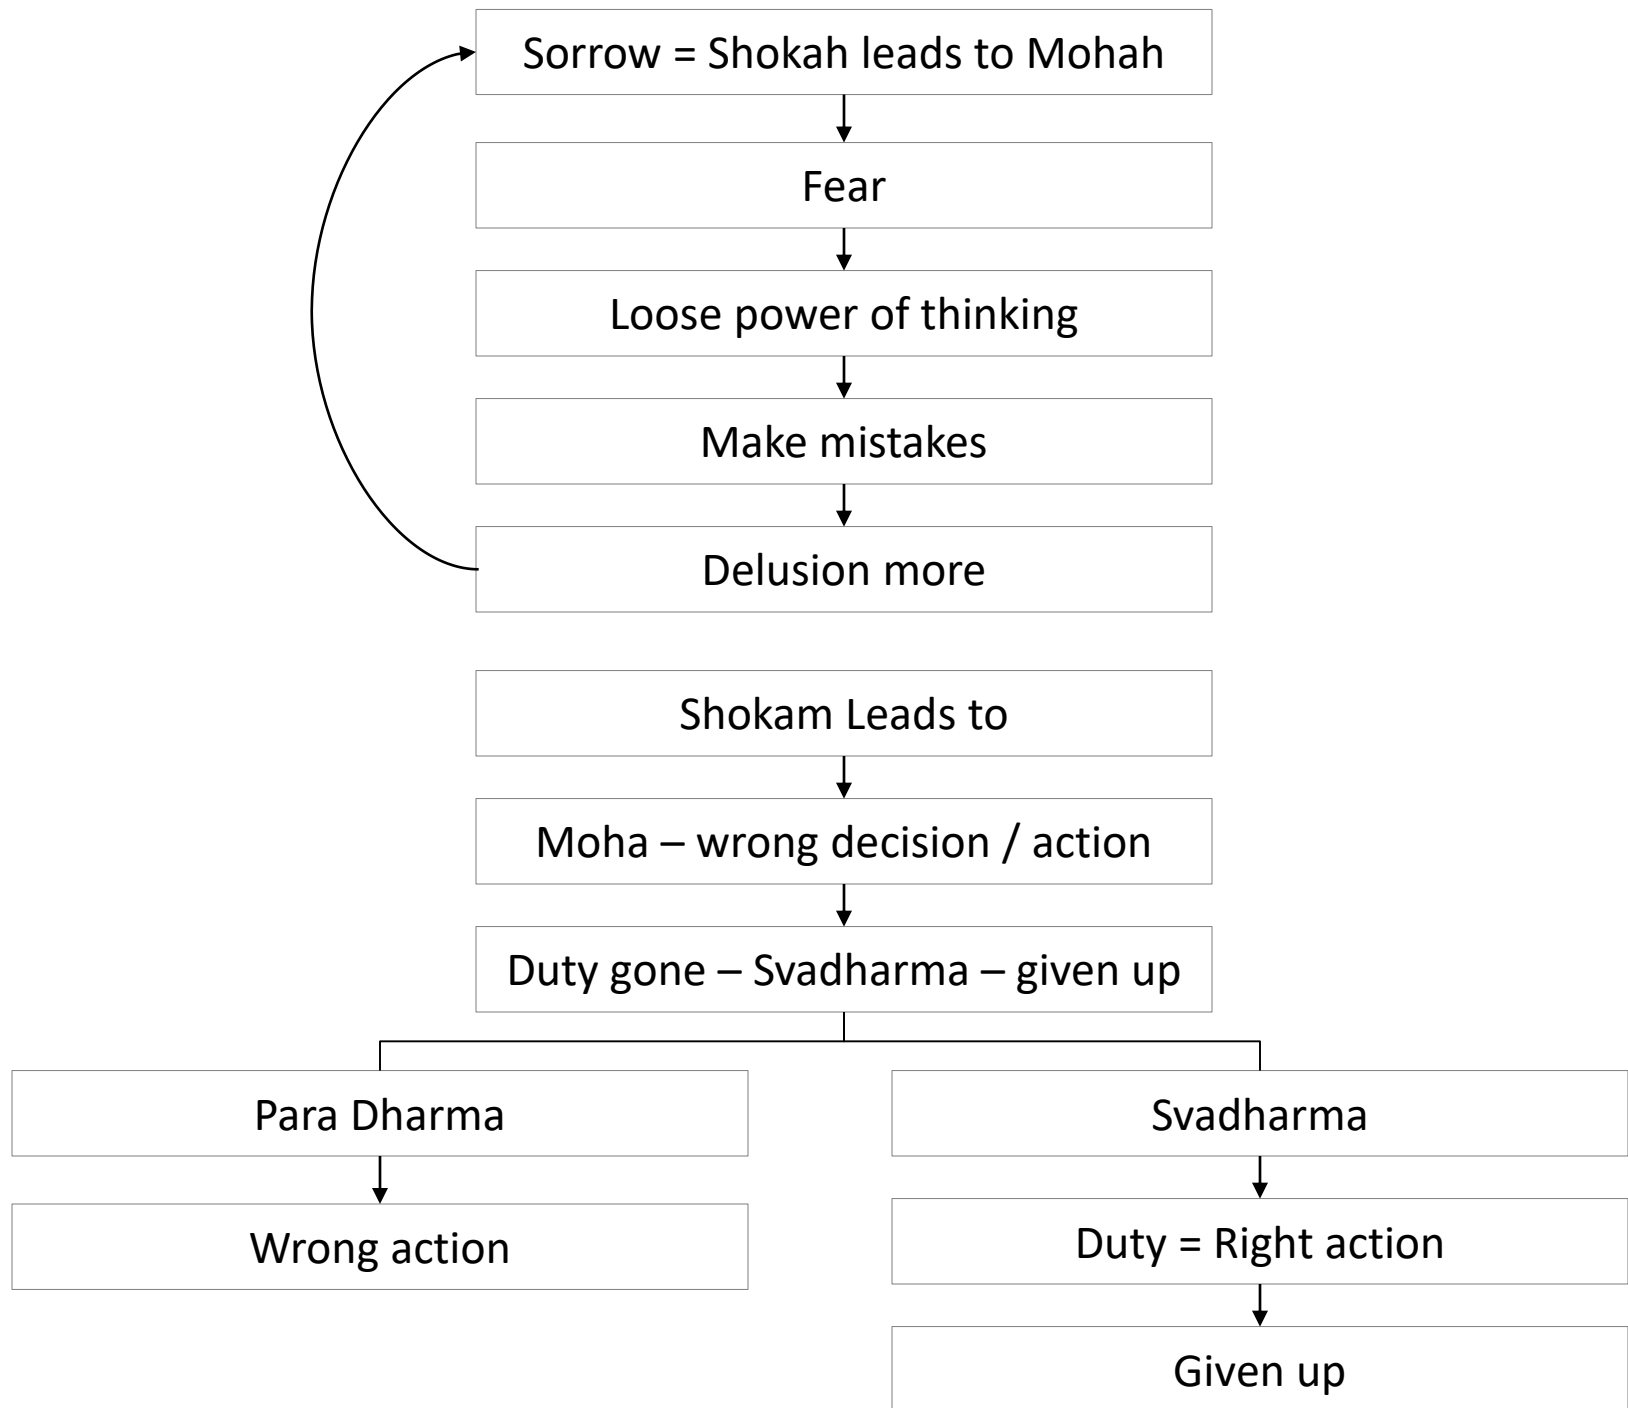 Sorrow = Shokah leads to Mohah
Fear
Loose power of thinking
Make mistakes
Delusion more
Shokam Leads to
Moha – wrong decision / action
Duty gone – Svadharma – given up
Para Dharma
Svadharma
Wrong action
Duty = Right action
Given up